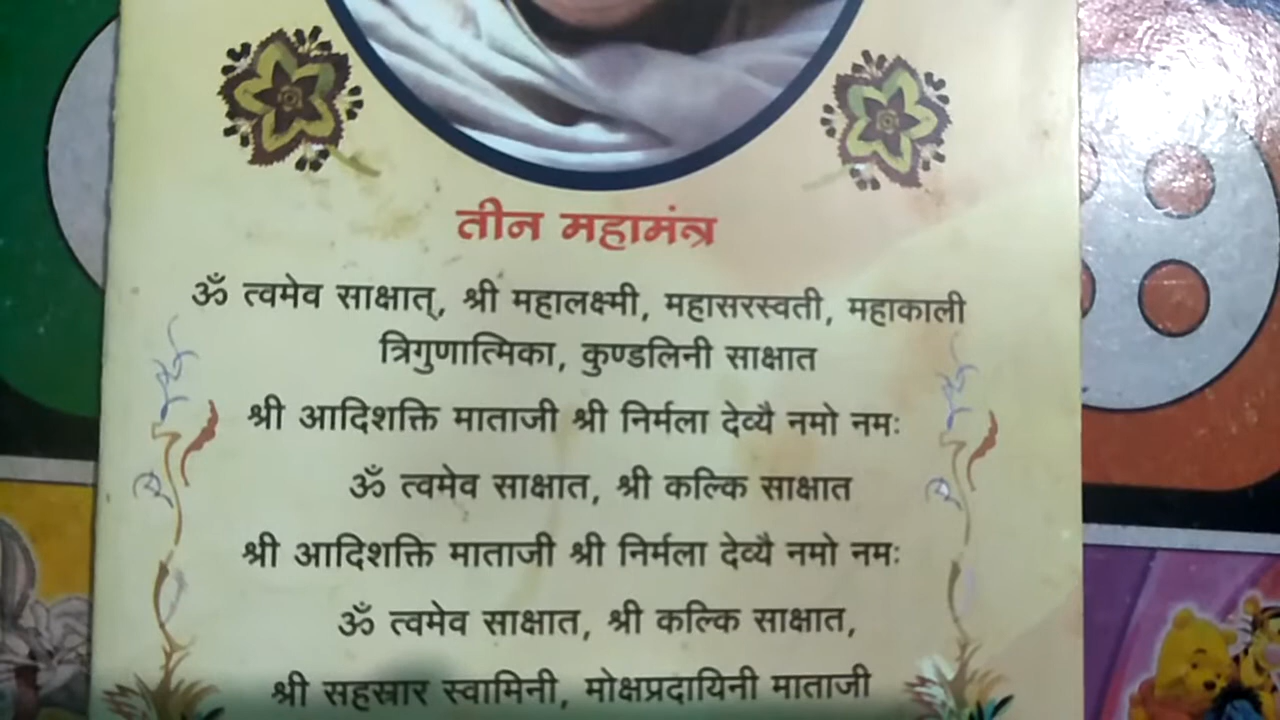 तीन महामंत्र
ॐ त्वमेव साक्षात्, श्री महालक्ष्मी, महासरस्वती, महाकाली
त्रिगुणात्मिका, कुण्डलिनी साक्षात
श्री आदिशक्ति माताजी श्री निर्मला देव्यै नमो नमः
ॐ त्वमेव साक्षात, श्री कल्कि साक्षात
श्री आदिशक्ति माताजी श्री निर्मला देव्यै नमो नमः
ॐ त्वमेव साक्षात, श्री कल्कि साक्षात,
श्री सहस्रार स्वामिनी, मोक्षप्रदायिनी माताजी